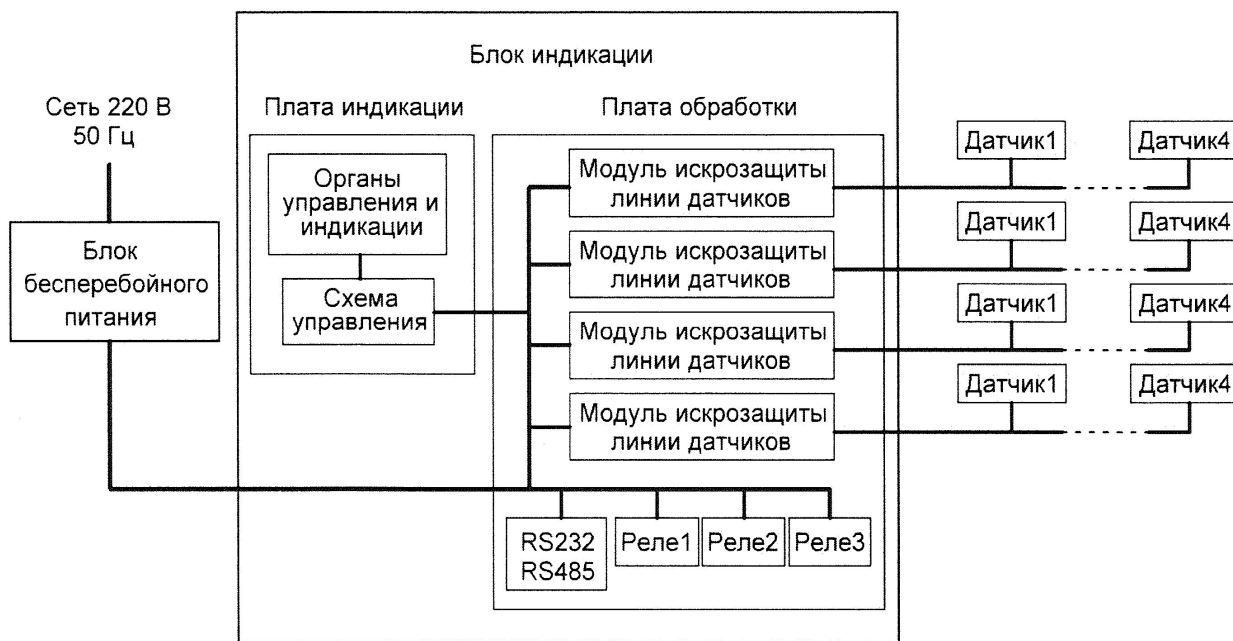 Блок индикации
Сеть 220 В
50 Гц
Плата индикации
Плата обработки
Органы
управления и
индикации
Схема
управления
Блок
бесперебойного
питания
Модуль искрозащиты
линии датчиков
Датчик1
Датчик4
Модуль искрозащиты
линии датчиков
Датчик1
Датчик4
Модуль искрозащиты
линии датчиков
Датчик1
Датчик4
Модуль искрозащиты
линии датчиков
Датчик1
Датчик4
RS232
RS485
Реле1
Реле2
Реле3